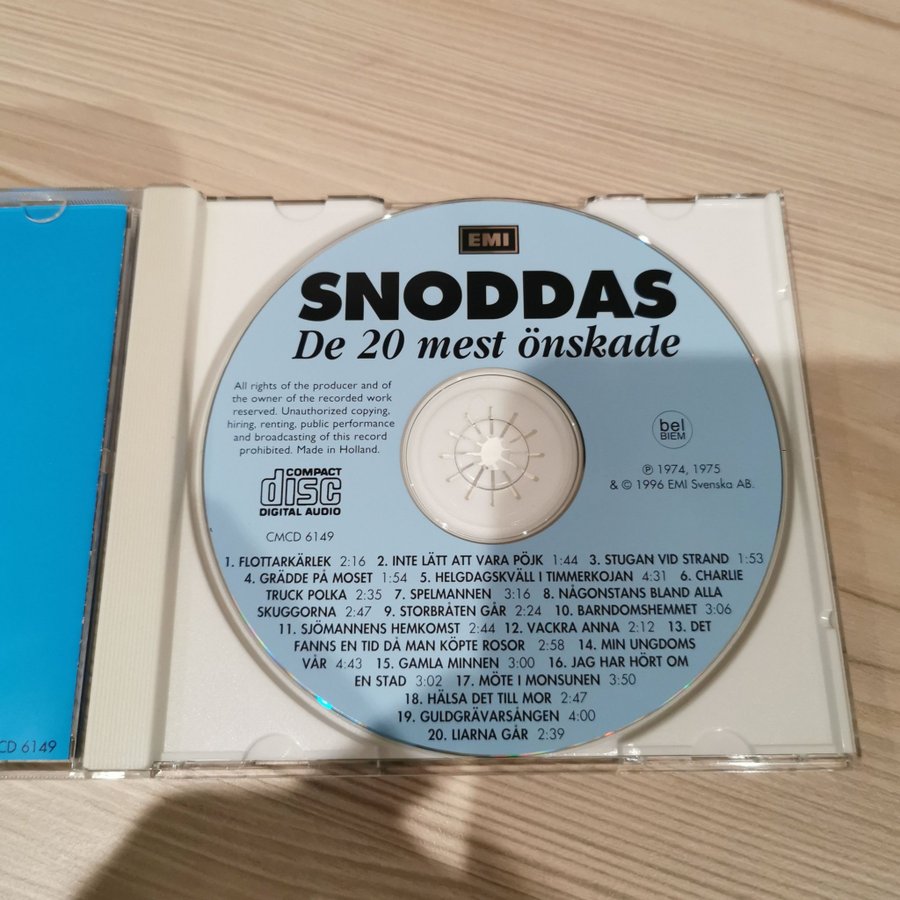 EMI
SNODDAS
De 20 mest önskade
All rights of the producer and of
the owner of the recorded work
reserved. Unauthorized copying,
hiring, renting, public performance
and broadcasting of this record
prohibited. Made in Holland.
COMPACT
disc
DIGITAL AUDIO
CMCD 6149
bel
BIEM
℗ 1974, 1975
& © 1996 EMI Svenska AB.
1. FLOTTARKÄRLEK 2:16 2. INTE LÄTT ATT VARA PÖJK 1:44 3. STUGAN VID STRAND 1:53
4. GRÄDDE PÅ MOSET 1:54 5. HELGDAGSKVÄLL I TIMMERKOJAN 4:31 6. CHARLIE
TRUCK POLKA 2:35 7. SPELMANNEN 3:16 8. NÅGONSTANS BLAND ALLA
SKUGGORNA 2:47 9. STORBRÅTEN GÅR 2:24 10. BARNDOMSHEMMET 3:06
11. SJÖMANNENS HEMKOMST 2:44 12. VACKRA ANNA 2:12 13. DET
FANNS EN TID DÅ MAN KÖPTE ROSOR 2:58 14. MIN UNGDOMS
VÅR 4:43 15. GAMLA MINNEN 3:00 16. JAG HAR HÖRT OM
EN STAD 3:02 17. MÖTE I MONSUNEN 3:50
18. HÄLSA DET TILL MOR 2:47
19. GULDGRÄVARSÅNGEN 4:00
20. LIARNA GÅR 2:39
CD 6149